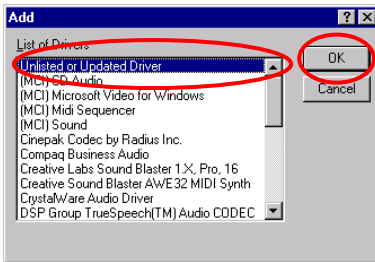 Add
List of Drivers
OK
Unlisted or Updated Driver
(MCI) CD Audio
Cancel
(MCI) Microsoft Video for Windows
(MCI) Midi Sequencer
(MCI) Sound
Cinepak Codec by Radius Inc.
Compaq Business Audio
Creative Labs Sound Blaster 1.X, Pro, 16
Creative Sound Blaster AWE32 MIDI Synth
CrystalWare Audio Driver
DSP Group TrueSpeech(TM) Audio CODEC